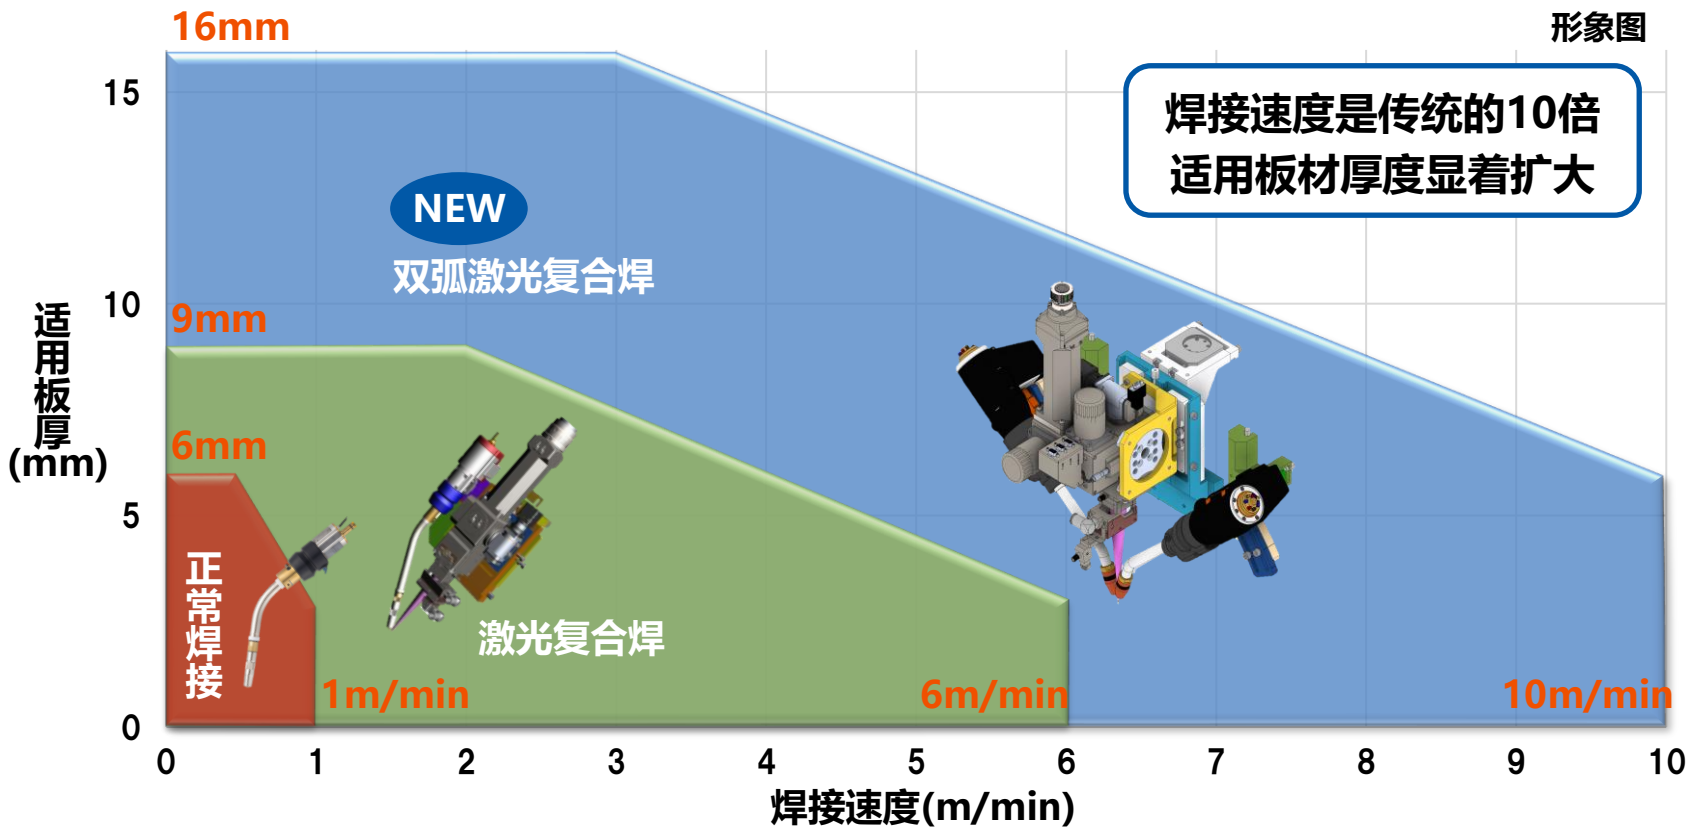 16mm
形象图
15
焊接速度是传统的10倍
适用板材厚度显着扩大
NEW
双弧激光复合焊
10
9mm
适用板厚
(mm)
6mm
5
正常焊接
激光复合焊
1m/min
6m/min
10m/min
0
0 1 2 3 4 5 6 7 8 9 10
焊接速度(m/min)